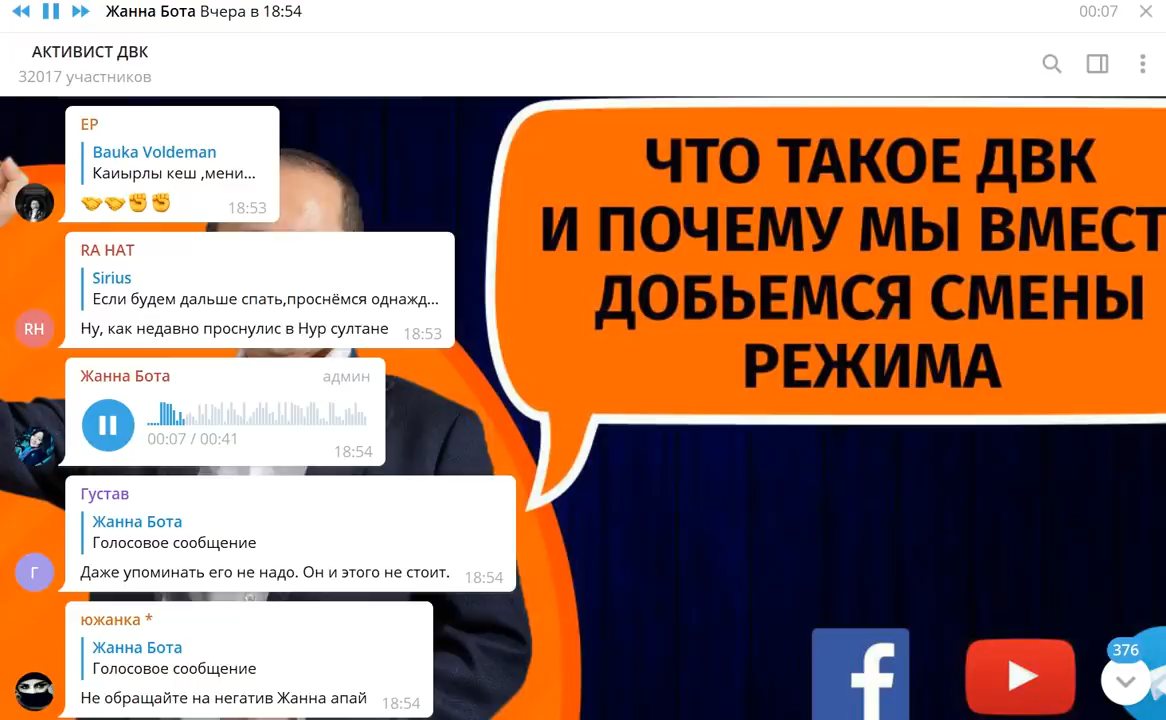 Жанна Бота Вчера в 18:54
00:07
АКТИВИСТ ДВК
32017 участников
EP
Bauka Voldeman
Каиырлы кеш ,мени...
18:53
RA HAT
Sirius
Если будем дальше спать,проснёмся однажд...
Ну, как недавно проснулис в Нур султане
18:53
RH
Жанна Бота
админ
00:07 / 00:41
18:54
Густав
Жанна Бота
Голосовое сообщение
Даже упоминать его не надо. Он и этого не стоит.
18:54
Г
южанка *
Жанна Бота
Голосовое сообщение
Не обращайте на негатив Жанна апай
18:54
ЧТО ТАКОЕ ДВК
И ПОЧЕМУ МЫ ВМЕСТ
ДОБЬЕМСЯ СМЕНЫ
РЕЖИМА
f
376